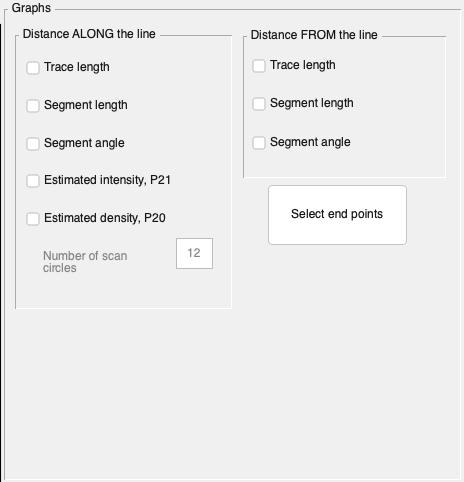 Graphs
Distance ALONG the line
Trace length
Segment length
Segment angle
Estimated intensity, P21
Estimated density, P20
Number of scan
circles
12
Distance FROM the line
Trace length
Segment length
Segment angle
Select end points